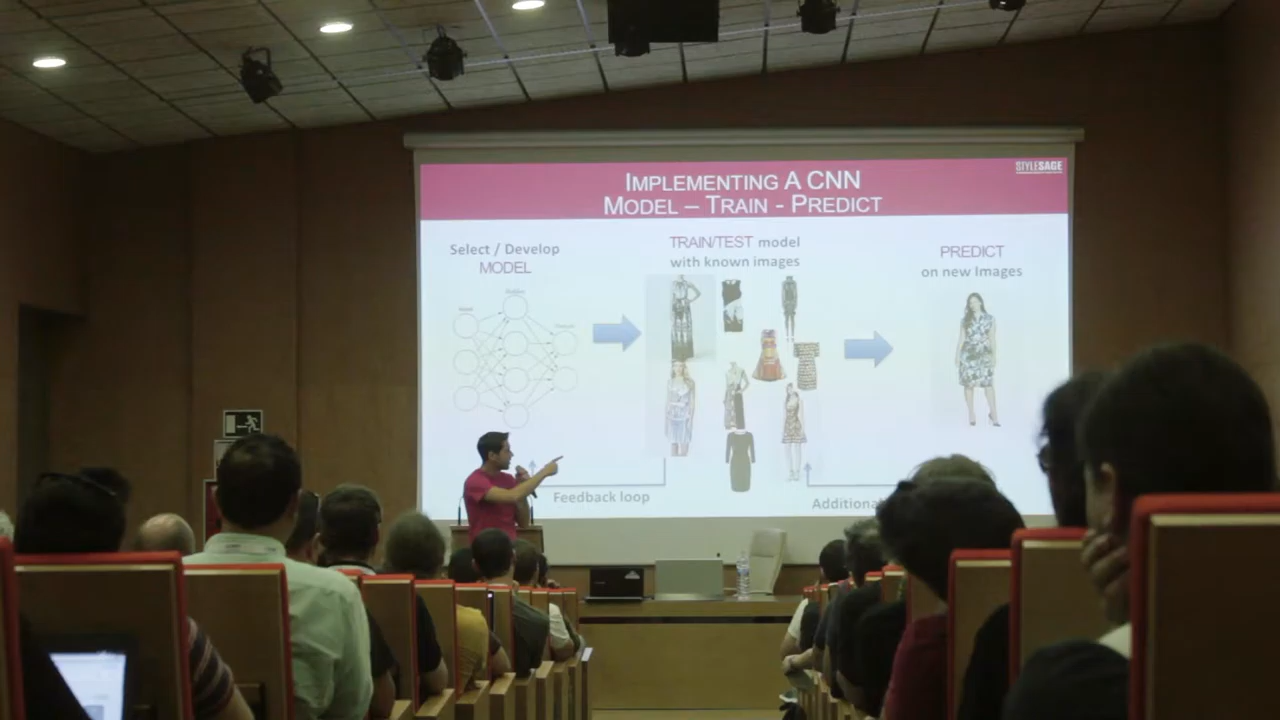 STYLESAGE
IMPLEMENTING A CNN
MODEL – TRAIN - PREDICT
Select / Develop
MODEL
TRAIN/TEST model
with known images
PREDICT
on new Images
Feedback loop
Additional